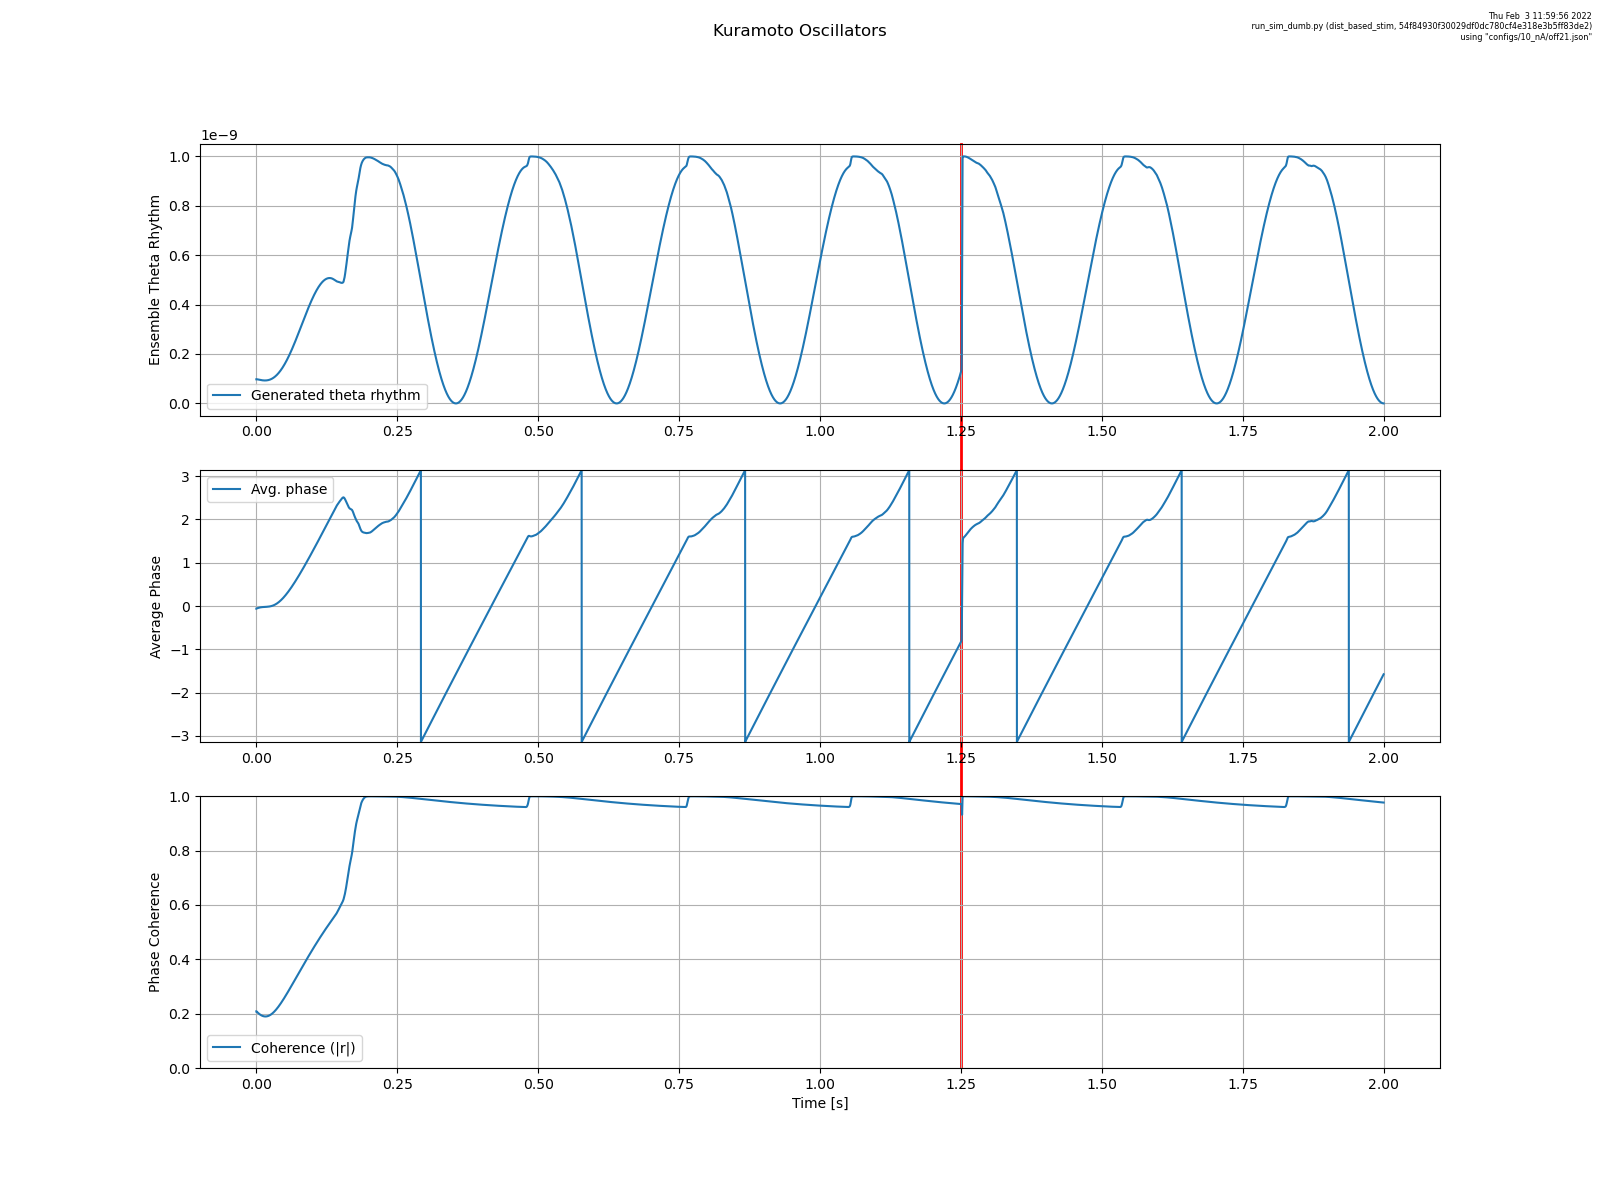 Thu Feb  3 11:59:56 2022
run_sim_dumb.py (dist_based_stim, 54f84930f30029df0dc780cf4e318e3b5ff83de2)
using "configs/10_nA/off21.json"
Kuramoto Oscillators
1e−9
1.0
0.8
0.6
0.4
0.2
0.0
Ensemble Theta Rhythm
Generated theta rhythm
0.00 0.25 0.50 0.75 1.00 1.25 1.50 1.75 2.00
3
2
1
0
−1
−2
−3
Average Phase
Avg. phase
0.00 0.25 0.50 0.75 1.00 1.25 1.50 1.75 2.00
1.0
0.8
0.6
0.4
0.2
0.0
Phase Coherence
Coherence (|r|)
0.00 0.25 0.50 0.75 1.00 1.25 1.50 1.75 2.00
Time [s]